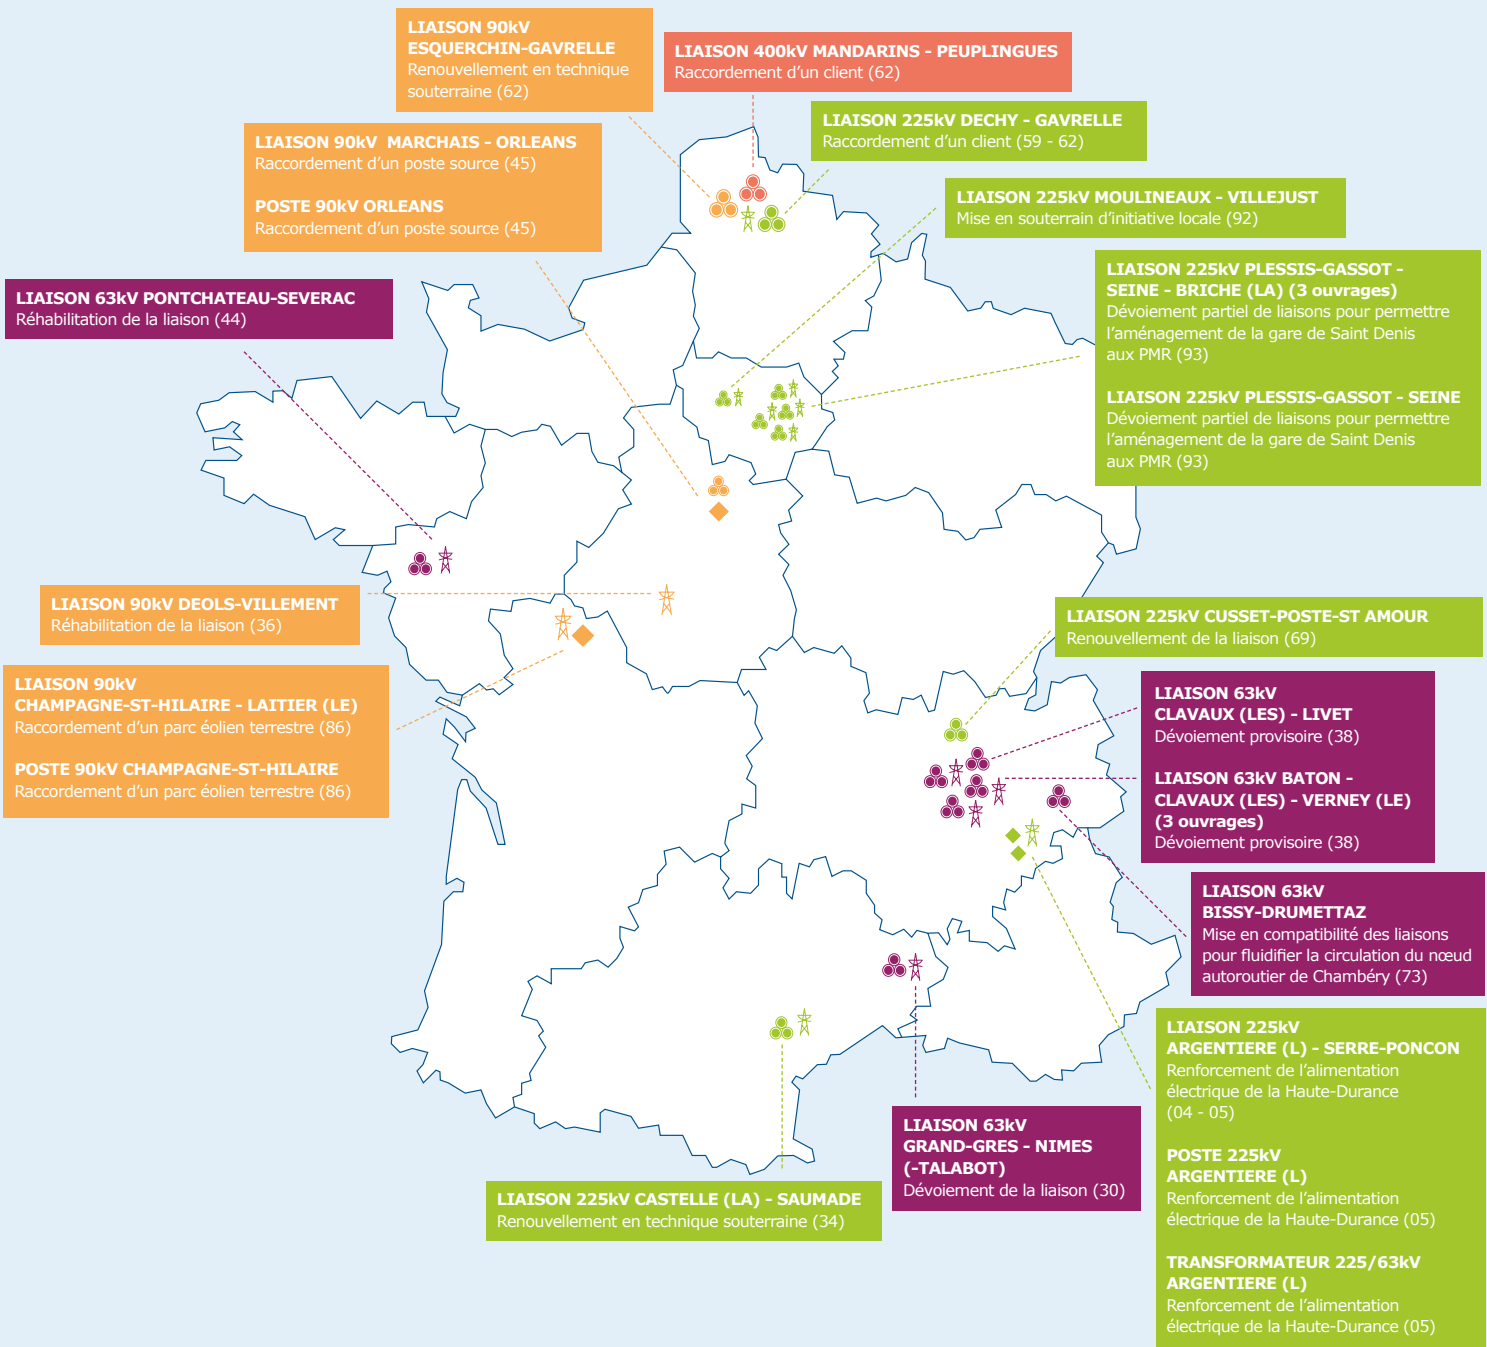 LIAISON 90kV
ESQUERCHIN-GAVRELLE
Renouvellement en technique
souterraine (62)
LIAISON 400kV MANDARINS - PEUPLINGUES
Raccordement d'un client (62)
LIAISON 225kV DECHY - GAVRELLE
Raccordement d'un client (59 - 62)
LIAISON 90kV MARCHAIS - ORLEANS
Raccordement d'un poste source (45)
POSTE 90kV ORLEANS
Raccordement d'un poste source (45)
LIAISON 225kV MOULINEAUX - VILLEJUST
Mise en souterrain d'initiative locale (92)
LIAISON 225kV PLESSIS-GASSOT -
SEINE - BRICHE (LA) (3 ouvrages)
Dévoiement partiel de liaisons pour permettre
l'aménagement de la gare de Saint Denis
aux PMR (93)
LIAISON 225kV PLESSIS-GASSOT - SEINE
Dévoiement partiel de liaisons pour permettre
l'aménagement de la gare de Saint Denis
aux PMR (93)
LIAISON 63kV PONTCHATEAU-SEVERAC
Réhabilitation de la liaison (44)
LIAISON 90kV DEOLS-VILLEMENT
Réhabilitation de la liaison (36)
LIAISON 225kV CUSSET-POSTE-ST AMOUR
Renouvellement de la liaison (69)
LIAISON 90kV
CHAMPAGNE-ST-HILAIRE - LAITIER (LE)
Raccordement d'un parc éolien terrestre (86)
POSTE 90kV CHAMPAGNE-ST-HILAIRE
Raccordement d'un parc éolien terrestre (86)
LIAISON 63kV
CLAVAUX (LES) - LIVET
Dévoiement provisoire (38)
LIAISON 63kV BATON -
CLAVAUX (LES) - VERNEY (LE)
(3 ouvrages)
Dévoiement provisoire (38)
LIAISON 63kV
BISSY-DRUMETTAZ
Mise en compatibilité des liaisons
pour fluidifier la circulation du nœud
autoroutier de Chambéry (73)
LIAISON 225kV
ARGENTIERE (L) - SERRE-PONCON
Renforcement de l'alimentation
électrique de la Haute-Durance
(04 - 05)
POSTE 225kV
ARGENTIERE (L)
Renforcement de l'alimentation
électrique de la Haute-Durance (05)
TRANSFORMATEUR 225/63kV
ARGENTIERE (L)
Renforcement de l'alimentation
électrique de la Haute-Durance (05)
LIAISON 63kV
GRAND-GRES - NIMES
(-TALABOT)
Dévoiement de la liaison (30)
LIAISON 225kV CASTELLE (LA) - SAUMADE
Renouvellement en technique souterraine (34)